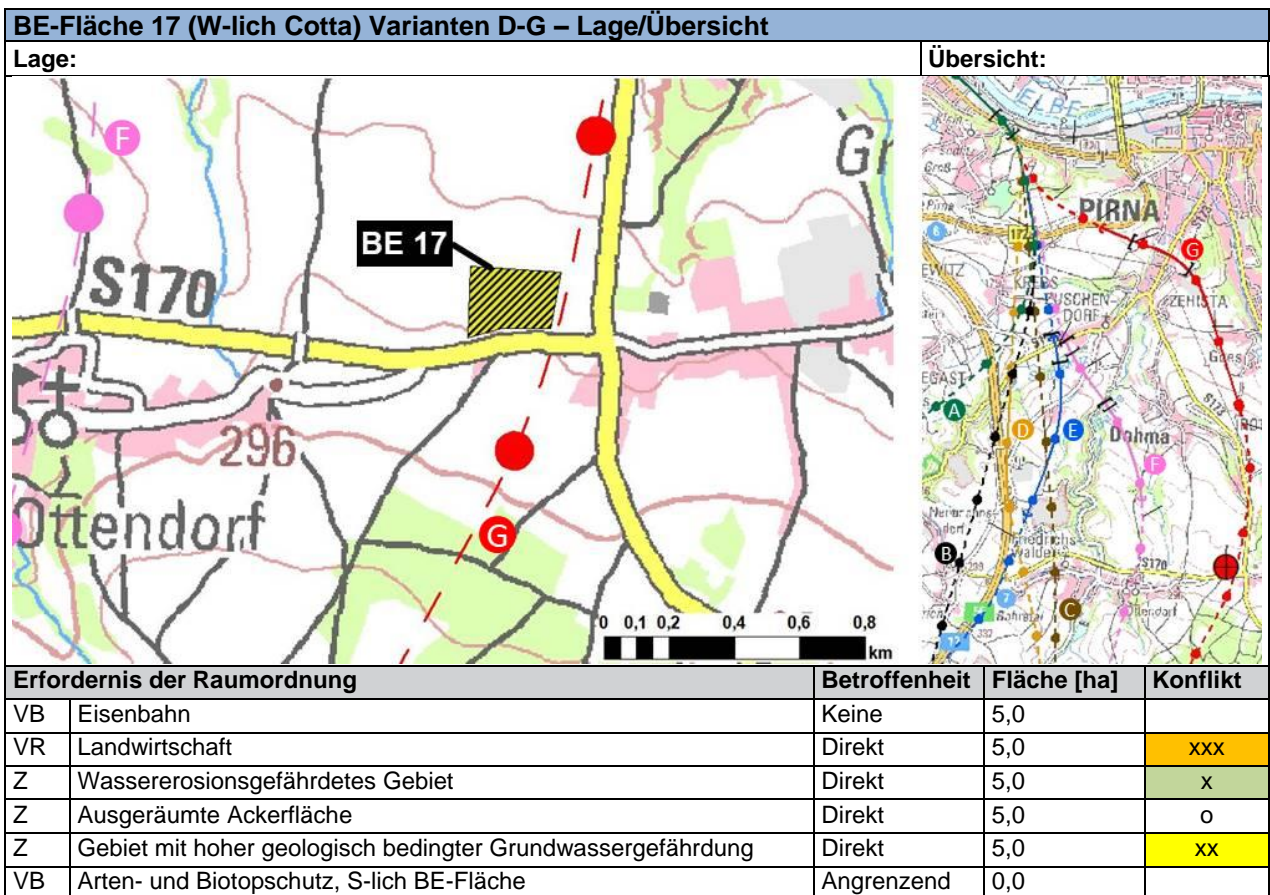 BE-Fläche 17 (W-lich Cotta) Varianten D-G – Lage/Übersicht
Lage:
Übersicht:
F
G
BE 17
S170
296
Ottendorf
G
0 0,1 0,2 0,4 0,6 0,8
km
ELBE
PIRNA
G
172
ZEHISTA
A
D
E
Dohma
F
S173
B
S170
C
Erfordernis der Raumordnung Betroffenheit Fläche [ha] Konflikt
VB Eisenbahn Keine 5,0
VR Landwirtschaft Direkt 5,0 xxx
Z Wassererosionsgefährdetes Gebiet Direkt 5,0 x
Z Ausgeräumte Ackerfläche Direkt 5,0 o
Z Gebiet mit hoher geologisch bedingter Grundwassergefährdung Direkt 5,0 xx
VB Arten- und Biotopschutz, S-lich BE-Fläche Angrenzend 0,0